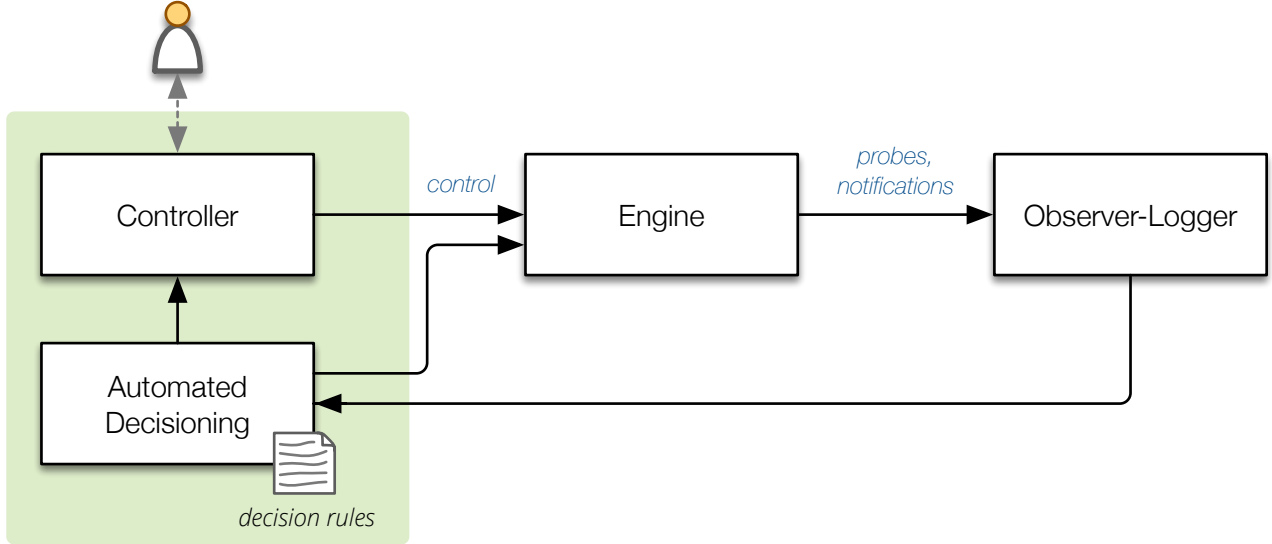 Controller
control
Engine
probes,
notifications
Observer-Logger
Automated
Decisioning
decision rules